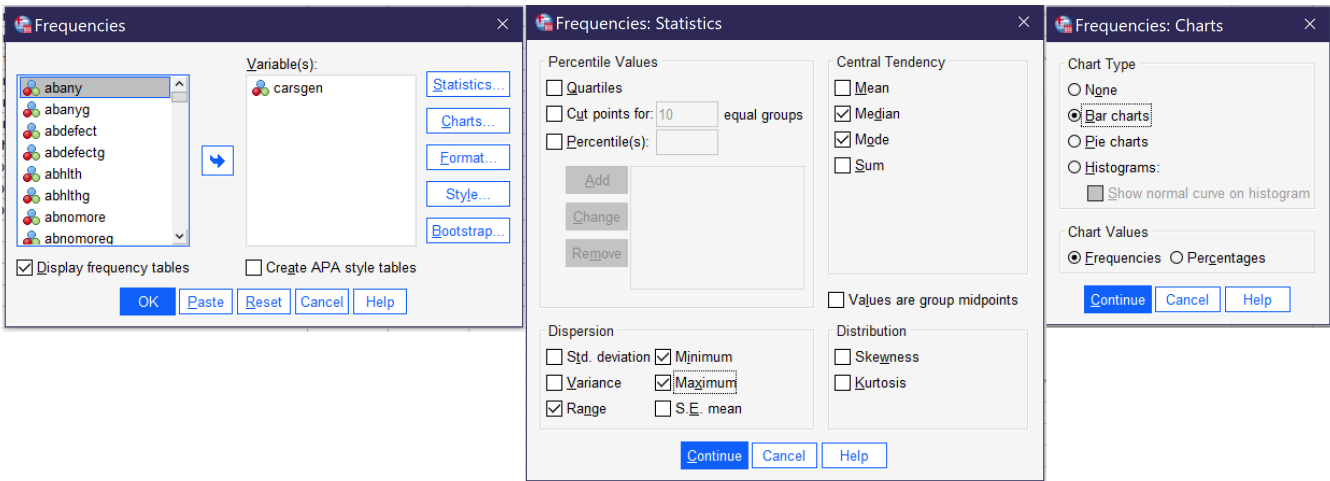 Frequencies
Variable(s):
abany
abanyg
abdefect
abdefectg
abhlth
abhlthg
abnomore
abnomoreg
carsgen
Statistics...
Charts...
Format...
Style...
Bootstrap...
Display frequency tables
Create APA style tables
OK Paste Reset Cancel Help
Frequencies: Statistics
Percentile Values
Quartiles
Cut points for: 10 equal groups
Percentile(s):
Add
Change
Remove
Central Tendency
Mean
Median
Mode
Sum
Values are group midpoints
Dispersion
Std. deviation Minimum
Variance Maximum
Range S.E. mean
Distribution
Skewness
Kurtosis
Continue Cancel Help
Frequencies: Charts
Chart Type
None
Bar charts
Pie charts
Histograms:
Show normal curve on histogram
Chart Values
Frequencies Percentages
Continue Cancel Help